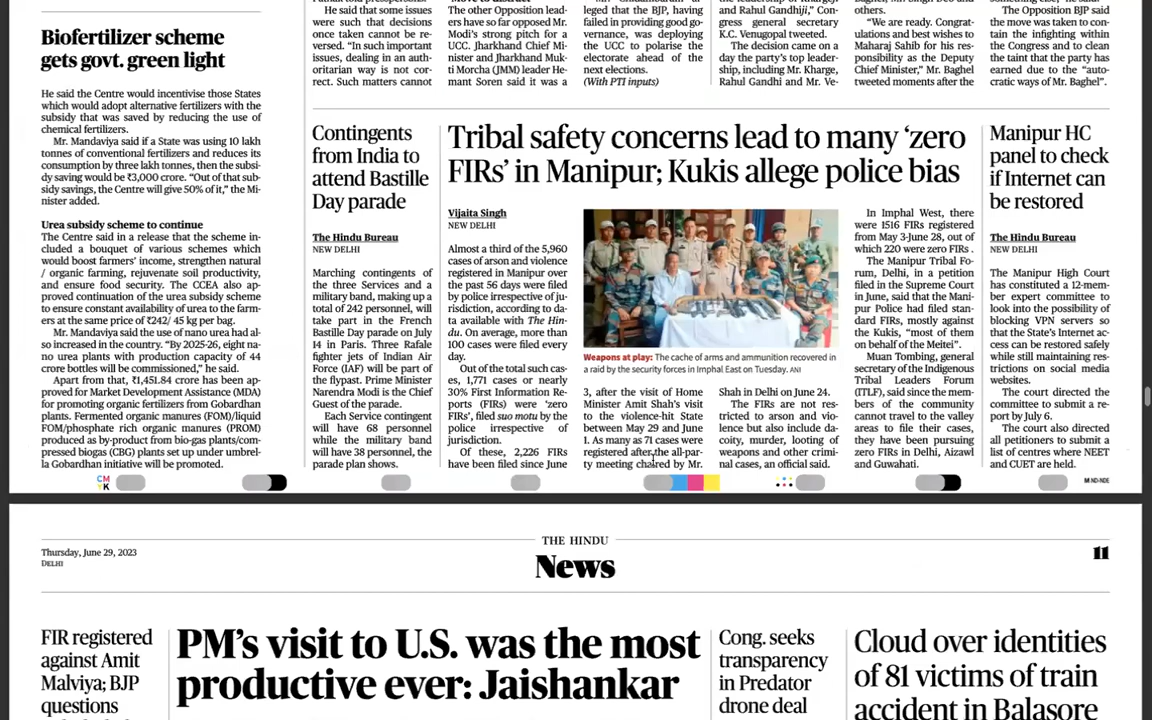 Biofertilizer scheme
gets govt. green light
He said the Centre would incentivise those States
which would adopt alternative fertilizers with the
subsidy that was saved by reducing the use of
chemical fertilizers.
Mr. Mandaviya said if a State was using 10 lakh
tonnes of conventional fertilizers and reduces its
consumption by three lakh tonnes, then the subsi-
dy saving would be ₹3,000 crore. “Out of that sub-
sidy savings, the Centre will give 50% of it,” the Mi-
nister added.
Urea subsidy scheme to continue
The Centre said in a release that the scheme in-
cluded a bouquet of various schemes which
would boost farmers’ income, strengthen natural
/ organic farming, rejuvenate soil productivity,
and ensure food security. The CCEA also ap-
proved continuation of the urea subsidy scheme
to ensure constant availability of urea to the farm-
ers at the same price of ₹242/ 45 kg per bag.
Mr. Mandaviya said the use of nano urea had al-
so increased in the country. “By 2025-26, eight na-
no urea plants with production capacity of 44
crore bottles will be commissioned,” he said.
Apart from that, ₹1,451.84 crore has been ap-
proved for Market Development Assistance (MDA)
for promoting organic fertilizers from Gobardhan
plants. Fermented organic manures (FOM)/liquid
FOM/phosphate rich organic manures (PROM)
produced as by-product from bio-gas plants/com-
pressed biogas (CBG) plants set up under umbrel-
la Gobardhan initiative will be promoted.
He said that some issues
were such that decisions
once taken cannot be re-
versed. “In such important
issues, dealing in an auth-
oritarian way is not cor-
rect. Such matters cannot
The other Opposition lead-
ers have so far opposed Mr.
Modi’s strong pitch for a
UCC. Jharkhand Chief Mi-
nister and Jharkhand Muk-
ti Morcha (JMM) leader He-
mant Soren said it was a
leged that the BJP, having
failed in providing good go-
vernance, was deploying
the UCC to polarise the
electorate ahead of the
next elections.
(With PTI inputs)
and Rahul Gandhiji,” Con-
gress general secretary
K.C. Venugopal tweeted.
The decision came on a
day the party’s top leader-
ship, including Mr. Kharge,
Rahul Gandhi and Mr. Ve-
others.
“We are ready. Congrat-
ulations and best wishes to
Maharaj Sahib for his res-
ponsibility as the Deputy
Chief Minister,” Mr. Baghel
tweeted moments after the
The Opposition BJP said
the move was taken to con-
tain the infighting within
the Congress and to clean
the taint that the party has
earned due to the “auto-
cratic ways of Mr. Baghel”.
Contingents
from India to
attend Bastille
Day parade
The Hindu Bureau
NEW DELHI
Marching contingents of
the three Services and a
military band, making up a
total of 242 personnel, will
take part in the French
Bastille Day parade on July
14 in Paris. Three Rafale
fighter jets of Indian Air
Force (IAF) will be part of
the flypast. Prime Minister
Narendra Modi is the Chief
Guest of the parade.
Each Service contingent
will have 68 personnel
while the military band
will have 38 personnel, the
parade plan shows.
Tribal safety concerns lead to many ‘zero
FIRs’ in Manipur; Kukis allege police bias
Vijaita Singh
NEW DELHI
Almost a third of the 5,960
cases of arson and violence
registered in Manipur over
the past 56 days were filed
by police irrespective of ju-
risdiction, according to da-
ta available with The Hin-
du. On average, more than
100 cases were filed every
day.
Out of the total such cas-
es, 1,771 cases or nearly
30% First Information Re-
ports (FIRs) were ‘zero
FIRs’, filed suo motu by the
police irrespective of
jurisdiction.
Of these, 2,226 FIRs
have been filed since June
Weapons at play: The cache of arms and ammunition recovered in
a raid by the security forces in Imphal East on Tuesday. ANI
3, after the visit of Home
Minister Amit Shah’s visit
to the violence-hit State
between May 29 and June
1. As many as 71 cases were
registered after the all-par-
ty meeting chaired by Mr.
Shah in Delhi on June 24.
The FIRs are not res-
tricted to arson and vio-
lence but also include da-
coity, murder, looting of
weapons and other crimi-
nal cases, an official said.
In Imphal West, there
were 1516 FIRs registered
from May 3-June 28, out of
which 220 were zero FIRs .
The Manipur Tribal Fo-
rum, Delhi, in a petition
filed in the Supreme Court
in June, said that the Mani-
pur Police had filed stan-
dard FIRs, mostly against
the Kukis, “most of them
on behalf of the Meitei”.
Muan Tombing, general
secretary of the Indigenous
Tribal Leaders Forum
(ITLF), said since the mem-
bers of the community
cannot travel to the valley
areas to file their cases,
they have been pursuing
zero FIRs in Delhi, Aizawl
and Guwahati.
Manipur HC
panel to check
if Internet can
be restored
The Hindu Bureau
NEW DELHI
The Manipur High Court
has constituted a 12-mem-
ber expert committee to
look into the possibility of
blocking VPN servers so
that the State’s Internet ac-
cess can be restored safely
while still maintaining res-
trictions on social media
websites.
The court directed the
committee to submit a re-
port by July 6.
The court also directed
all petitioners to submit a
list of centres where NEET
and CUET are held.
CM
YK
M ND-NDE
Thursday, June 29, 2023
DELHI
THE HINDU
News
11
FIR registered
against Amit
Malviya; BJP
questions
PM’s visit to U.S. was the most
productive ever: Jaishankar
Cong. seeks
transparency
in Predator
drone deal
Cloud over identities
of 81 victims of train
accident in Balasore